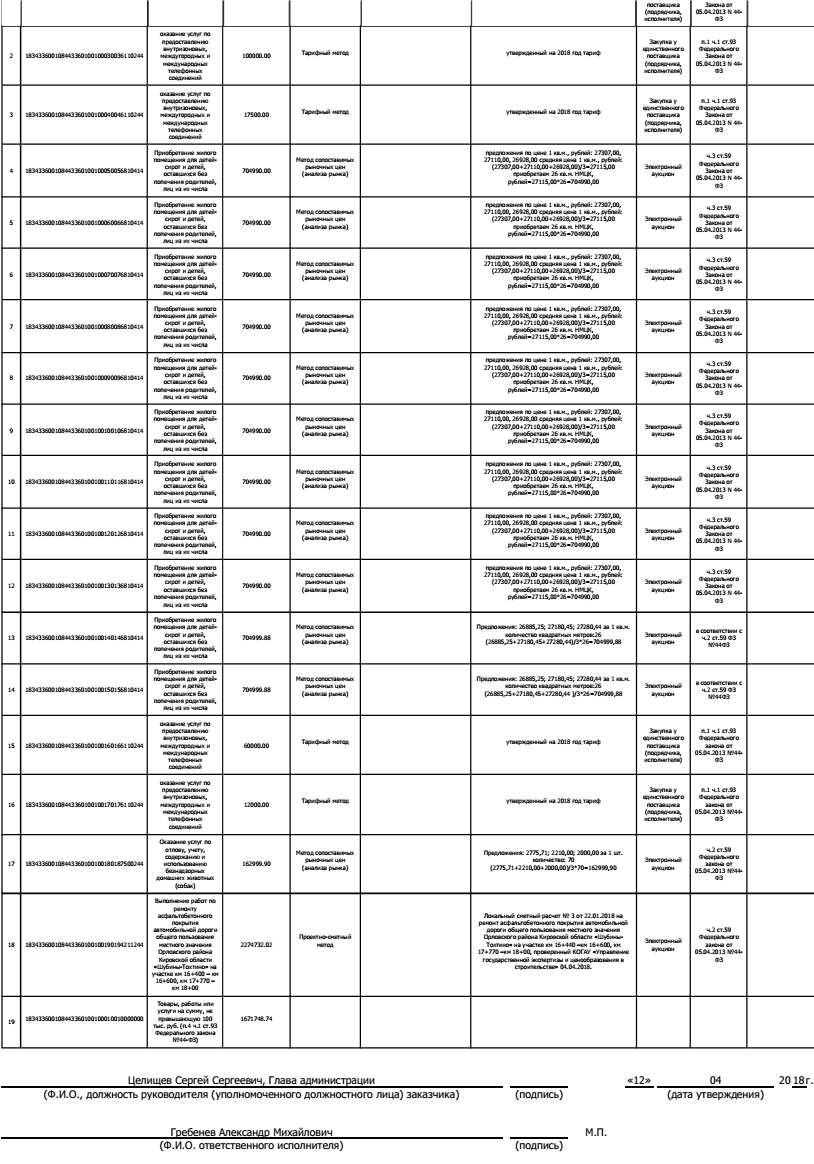 поставщика
(подрядчика,
исполнителя)
Закона от
05.04.2013 N 44-
ФЗ
2
183433600108443360010010003003611​0244
оказание услуг по
предоставлению
внутризоновых,
междугородных и
международных
телефонных
соединений
100000.00
Тарифный метод
утвержденный на 2018 год тариф
Закупка у
единственного
поставщика
(подрядчика,
исполнителя)
п.1 ч.1 ст.93
Федерального
Закона от
05.04.2013 N 44-
ФЗ
3
183433600108443360010010004004611​0244
оказание услуг по
предоставлению
внутризоновых,
междугородных и
международных
телефонных
соединений
17500.00
Тарифный метод
утвержденный на 2018 год тариф
Закупка у
единственного
поставщика
(подрядчика,
исполнителя)
п.1 ч.1 ст.93
Федерального
Закона от
05.04.2013 N 44-
ФЗ
4
183433600108443360010010005005681​0414
Приобретение жилого
помещения для детей-
сирот и детей,
оставшихся без
попечения родителей,
лиц из их числа
704990.00
Метод сопоставимых
рыночных цен
(анализа рынка)
предложения по цене 1 кв.м., рублей: 27307,00,
27110,00, 26928,00 средняя цена 1 кв.м., рублей:
(27307,00+27110,00+26928,00)/3=27115,00
приобретаем 26 кв.м. НМЦК,
рублей=27115,00*26=704990,00
Электронный
аукцион
ч.3 ст.59
Федерального
Закона от
05.04.2013 N 44-
ФЗ
5
183433600108443360010010006006681​0414
Приобретение жилого
помещения для детей-
сирот и детей,
оставшихся без
попечения родителей,
лиц из их числа
704990.00
Метод сопоставимых
рыночных цен
(анализа рынка)
предложения по цене 1 кв.м., рублей: 27307,00,
27110,00, 26928,00 средняя цена 1 кв.м., рублей:
(27307,00+27110,00+26928,00)/3=27115,00
приобретаем 26 кв.м. НМЦК,
рублей=27115,00*26=704990,00
Электронный
аукцион
ч.3 ст.59
Федерального
Закона от
05.04.2013 N 44-
ФЗ
6
183433600108443360010010007007681​0414
Приобретение жилого
помещения для детей-
сирот и детей,
оставшихся без
попечения родителей,
лиц из их числа
704990.00
Метод сопоставимых
рыночных цен
(анализа рынка)
предложения по цене 1 кв.м., рублей: 27307,00,
27110,00, 26928,00 средняя цена 1 кв.м., рублей:
(27307,00+27110,00+26928,00)/3=27115,00
приобретаем 26 кв.м. НМЦК,
рублей=27115,00*26=704990,00
Электронный
аукцион
ч.3 ст.59
Федерального
Закона от
05.04.2013 N 44-
ФЗ
7
183433600108443360010010008008681​0414
Приобретение жилого
помещения для детей-
сирот и детей,
оставшихся без
попечения родителей,
лиц из их числа
704990.00
Метод сопоставимых
рыночных цен
(анализа рынка)
предложения по цене 1 кв.м., рублей: 27307,00,
27110,00, 26928,00 средняя цена 1 кв.м., рублей:
(27307,00+27110,00+26928,00)/3=27115,00
приобретаем 26 кв.м. НМЦК,
рублей=27115,00*26=704990,00
Электронный
аукцион
ч.3 ст.59
Федерального
Закона от
05.04.2013 N 44-
ФЗ
8
183433600108443360010010009009681​0414
Приобретение жилого
помещения для детей-
сирот и детей,
оставшихся без
попечения родителей,
лиц из их числа
704990.00
Метод сопоставимых
рыночных цен
(анализа рынка)
предложения по цене 1 кв.м., рублей: 27307,00,
27110,00, 26928,00 средняя цена 1 кв.м., рублей:
(27307,00+27110,00+26928,00)/3=27115,00
приобретаем 26 кв.м. НМЦК,
рублей=27115,00*26=704990,00
Электронный
аукцион
ч.3 ст.59
Федерального
Закона от
05.04.2013 N 44-
ФЗ
9
183433600108443360010010010010681​0414
Приобретение жилого
помещения для детей-
сирот и детей,
оставшихся без
попечения родителей,
лиц из их числа
704990.00
Метод сопоставимых
рыночных цен
(анализа рынка)
предложения по цене 1 кв.м., рублей: 27307,00,
27110,00, 26928,00 средняя цена 1 кв.м., рублей:
(27307,00+27110,00+26928,00)/3=27115,00
приобретаем 26 кв.м. НМЦК,
рублей=27115,00*26=704990,00
Электронный
аукцион
ч.3 ст.59
Федерального
Закона от
05.04.2013 N 44-
ФЗ
10
183433600108443360010010011011681​0414
Приобретение жилого
помещения для детей-
сирот и детей,
оставшихся без
попечения родителей,
лиц из их числа
704990.00
Метод сопоставимых
рыночных цен
(анализа рынка)
предложения по цене 1 кв.м., рублей: 27307,00,
27110,00, 26928,00 средняя цена 1 кв.м., рублей:
(27307,00+27110,00+26928,00)/3=27115,00
приобретаем 26 кв.м. НМЦК,
рублей=27115,00*26=704990,00
Электронный
аукцион
ч.3 ст.59
Федерального
Закона от
05.04.2013 N 44-
ФЗ
11
183433600108443360010010012012681​0414
Приобретение жилого
помещения для детей-
сирот и детей,
оставшихся без
попечения родителей,
лиц из их числа
704990.00
Метод сопоставимых
рыночных цен
(анализа рынка)
предложения по цене 1 кв.м., рублей: 27307,00,
27110,00, 26928,00 средняя цена 1 кв.м., рублей:
(27307,00+27110,00+26928,00)/3=27115,00
приобретаем 26 кв.м. НМЦК,
рублей=27115,00*26=704990,00
Электронный
аукцион
ч.3 ст.59
Федерального
Закона от
05.04.2013 N 44-
ФЗ
12
183433600108443360010010013013681​0414
Приобретение жилого
помещения для детей-
сирот и детей,
оставшихся без
попечения родителей,
лиц из их числа
704990.00
Метод сопоставимых
рыночных цен
(анализа рынка)
предложения по цене 1 кв.м., рублей: 27307,00,
27110,00, 26928,00 средняя цена 1 кв.м., рублей:
(27307,00+27110,00+26928,00)/3=27115,00
приобретаем 26 кв.м. НМЦК,
рублей=27115,00*26=704990,00
Электронный
аукцион
ч.3 ст.59
Федерального
Закона от
05.04.2013 N 44-
ФЗ
13
183433600108443360010010014014681​0414
Приобретение жилого
помещения для детей-
сирот и детей,
оставшихся без
попечения родителей,
лиц из их числа
704999.88
Метод сопоставимых
рыночных цен
(анализа рынка)
Предложения: 26885,25; 27180,45; 27280,44 за 1 кв.м.
количество квадратных метров:26
(26885,25+27180,45+27280,44)/3*26=704999,88
Электронный
аукцион
в соответствии с
ч.2 ст.59 ФЗ
№44ФЗ
14
183433600108443360010010015015681​0414
Приобретение жилого
помещения для детей-
сирот и детей,
оставшихся без
попечения родителей,
лиц из их числа
704999.88
Метод сопоставимых
рыночных цен
(анализа рынка)
Предложения: 26885,25; 27180,45; 27280,44 за 1 кв.м.
количество квадратных метров:26
(26885,25+27180,45+27280,44 )/3*26=704999,88
Электронный
аукцион
в соответствии с
ч.2 ст.59 ФЗ
№44ФЗ
15
183433600108443360010010016016611​0244
оказание услуг по
предоставлению
внутризоновых,
междугородных и
международных
телефонных
соединений
60000.00
Тарифный метод
утвержденный на 2018 год тариф
Закупка у
единственного
поставщика
(подрядчика,
исполнителя)
п.1 ч.1 ст.93
Федерального
закона от
05.04.2013 №44-
ФЗ
16
183433600108443360010010017017611​0244
оказание услуг по
предоставлению
внутризоновых,
междугородных и
международных
телефонных
соединений
12000.00
Тарифный метод
утвержденный на 2018 год тариф
Закупка у
единственного
поставщика
(подрядчика,
исполнителя)
п.1 ч.1 ст.93
Федерального
закона от
05.04.2013 №44-
ФЗ
17
183433600108443360010010018018750​0244
Оказание услуг по
отлову, учету,
содержанию и
использованию
безнадзорных
домашних животных
(собак)
162999.90
Метод сопоставимых
рыночных цен
(анализа рынка)
Предложения: 2775,71; 2210,00; 2000,00 за 1 шт.
количество: 70
(2775,71+2210,00+2000,00)/3*70=162999,90
Электронный
аукцион
ч.2 ст.59
Федерального
закона от
05.04.2013 №44-
ФЗ
18
183433600108443360010010019019421​1244
Выполнение работ по
ремонту
асфальтобетонного
покрытия
автомобильной дороги
общего пользования
местного значения
Орловского района
Кировской области
«Шубины-Тохтино» на
участке км 16+400 – км
16+600, км 17+770 –
км 18+00
2274732.02
Проектно-сметный
метод
Локальный сметный расчет № 3 от 22.01.2018 на
ремонт асфальтобетонного покрытия автомобильной
дороги общего пользования местного значения
Орловского района Кировской области «Шубины-
Тохтино» на участке км 16+440 –км 16+600, км
17+770 –км 18+00, проверенный КОГАУ «Управление
государственной экспертизы и ценообразования в
строительстве» 04.04.2018.
Электронный
аукцион
ч.2 ст.59
Федерального
закона от
05.04.2013 №44-
ФЗ
19
183433600108443360010010001001000​0000
Товары, работы или
услуги на сумму, не
превышающую 100
тыс. руб. (п.4 ч.1 ст.93
Федерального закона
№44-ФЗ)
1671748.74
Целищев Сергей Сергеевич, Глава администрации «12» 04 20 18 г.
(Ф.И.О., должность руководителя (уполномоченного должностного лица) заказчика) (подпись) (дата утверждения)
Гребенев Александр Михайлович М.П.
(Ф.И.О. ответственного исполнителя) (подпись)